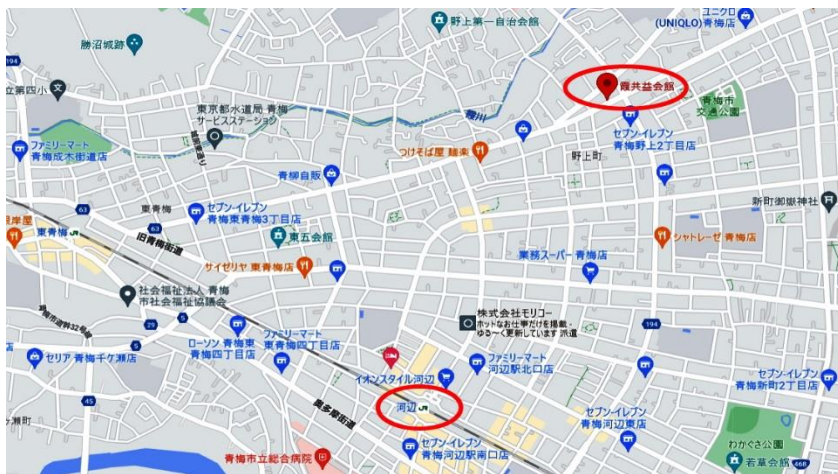 ユニクロ
(UNIQLO)青梅店
野上第一自治会館
勝沼城跡
194
立第四小
霞共益会館
青梅市
交通公園
東京都水道局 青梅
サービスステーション
霞川
セブン-イレブン
青梅野上2丁目店
ファミリーマート
青梅成木街道店
つけそば屋 麺楽
野上町
青柳自販
新町御嶽神社
63
東青梅
セブン-イレブン
青梅東青梅3丁目店
63
旧青梅街道
東五会館
東青梅
シャトレーゼ 青梅店
サイゼリヤ 東青梅店
業務スーパー 青梅店
社会福祉法人 青梅
市社会福祉協議会
株式会社モリコー
ホットなお仕事だけを掲載・
ゆる~く更新しています 派遣
194
29
5
5
ローソン 青梅東
青梅四丁目店
ファミリーマート
東青梅四丁目店
セリア 青梅千ケ瀬店
ファミリーマート
河辺駅北口店
イオンスタイル河辺
セブン-イレブン
青梅新町2丁目店
奥多摩街道
河辺
45
ヶ瀬町
セブン-イレブン
青梅河辺東店
わかぐさ公園
セブン-イレブン
青梅河辺駅南口店
青梅市立総合病院
若草会館
46B